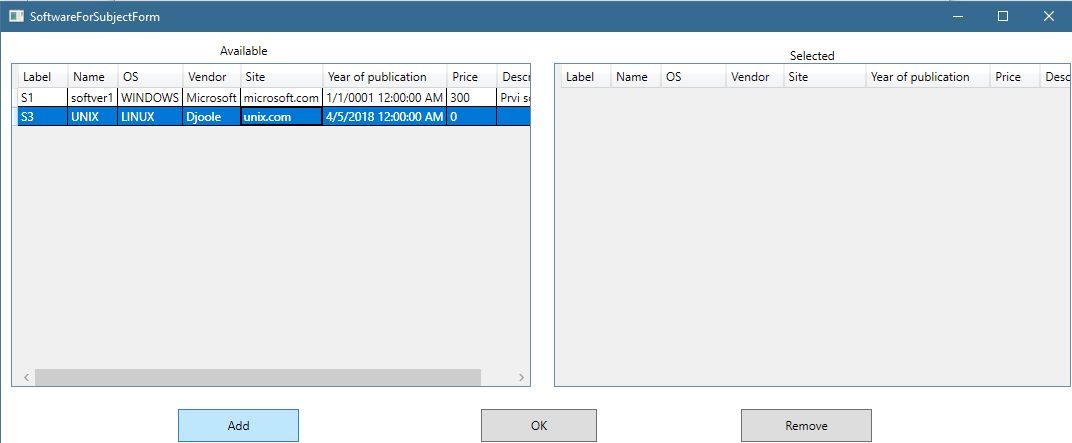 SoftwareForSubjectForm
Available
Selected
Label Name OS Vendor Site Year of publication Price Descr
S1 softver1 WINDOWS Microsoft microsoft.com 1/1/0001 12:00:00 AM 300 Prvi so
S3 UNIX LINUX Djoole unix.com 4/5/2018 12:00:00 AM 0
Label Name OS Vendor Site Year of publication Price Desc
Add OK Remove